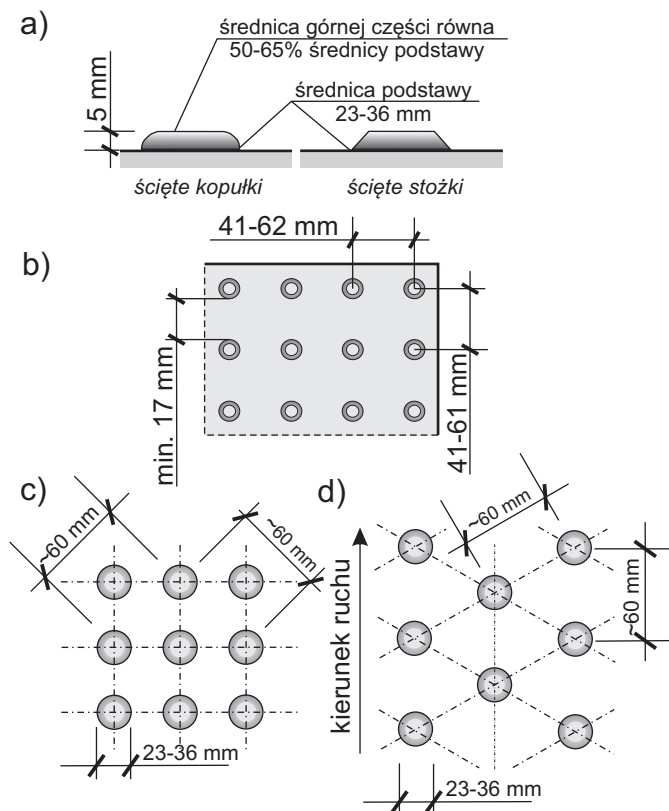 a)
średnica górnej części równa
50-65% średnicy podstawy
5 mm
średnica podstawy
23-36 mm
ścięte kopułki
ścięte stożki
41-62 mm
b)
min. 17 mm
41-61 mm
c)
~60 mm
~60 mm
23-36 mm
d)
~60 mm
kierunek ruchu
~60 mm
23-36 mm